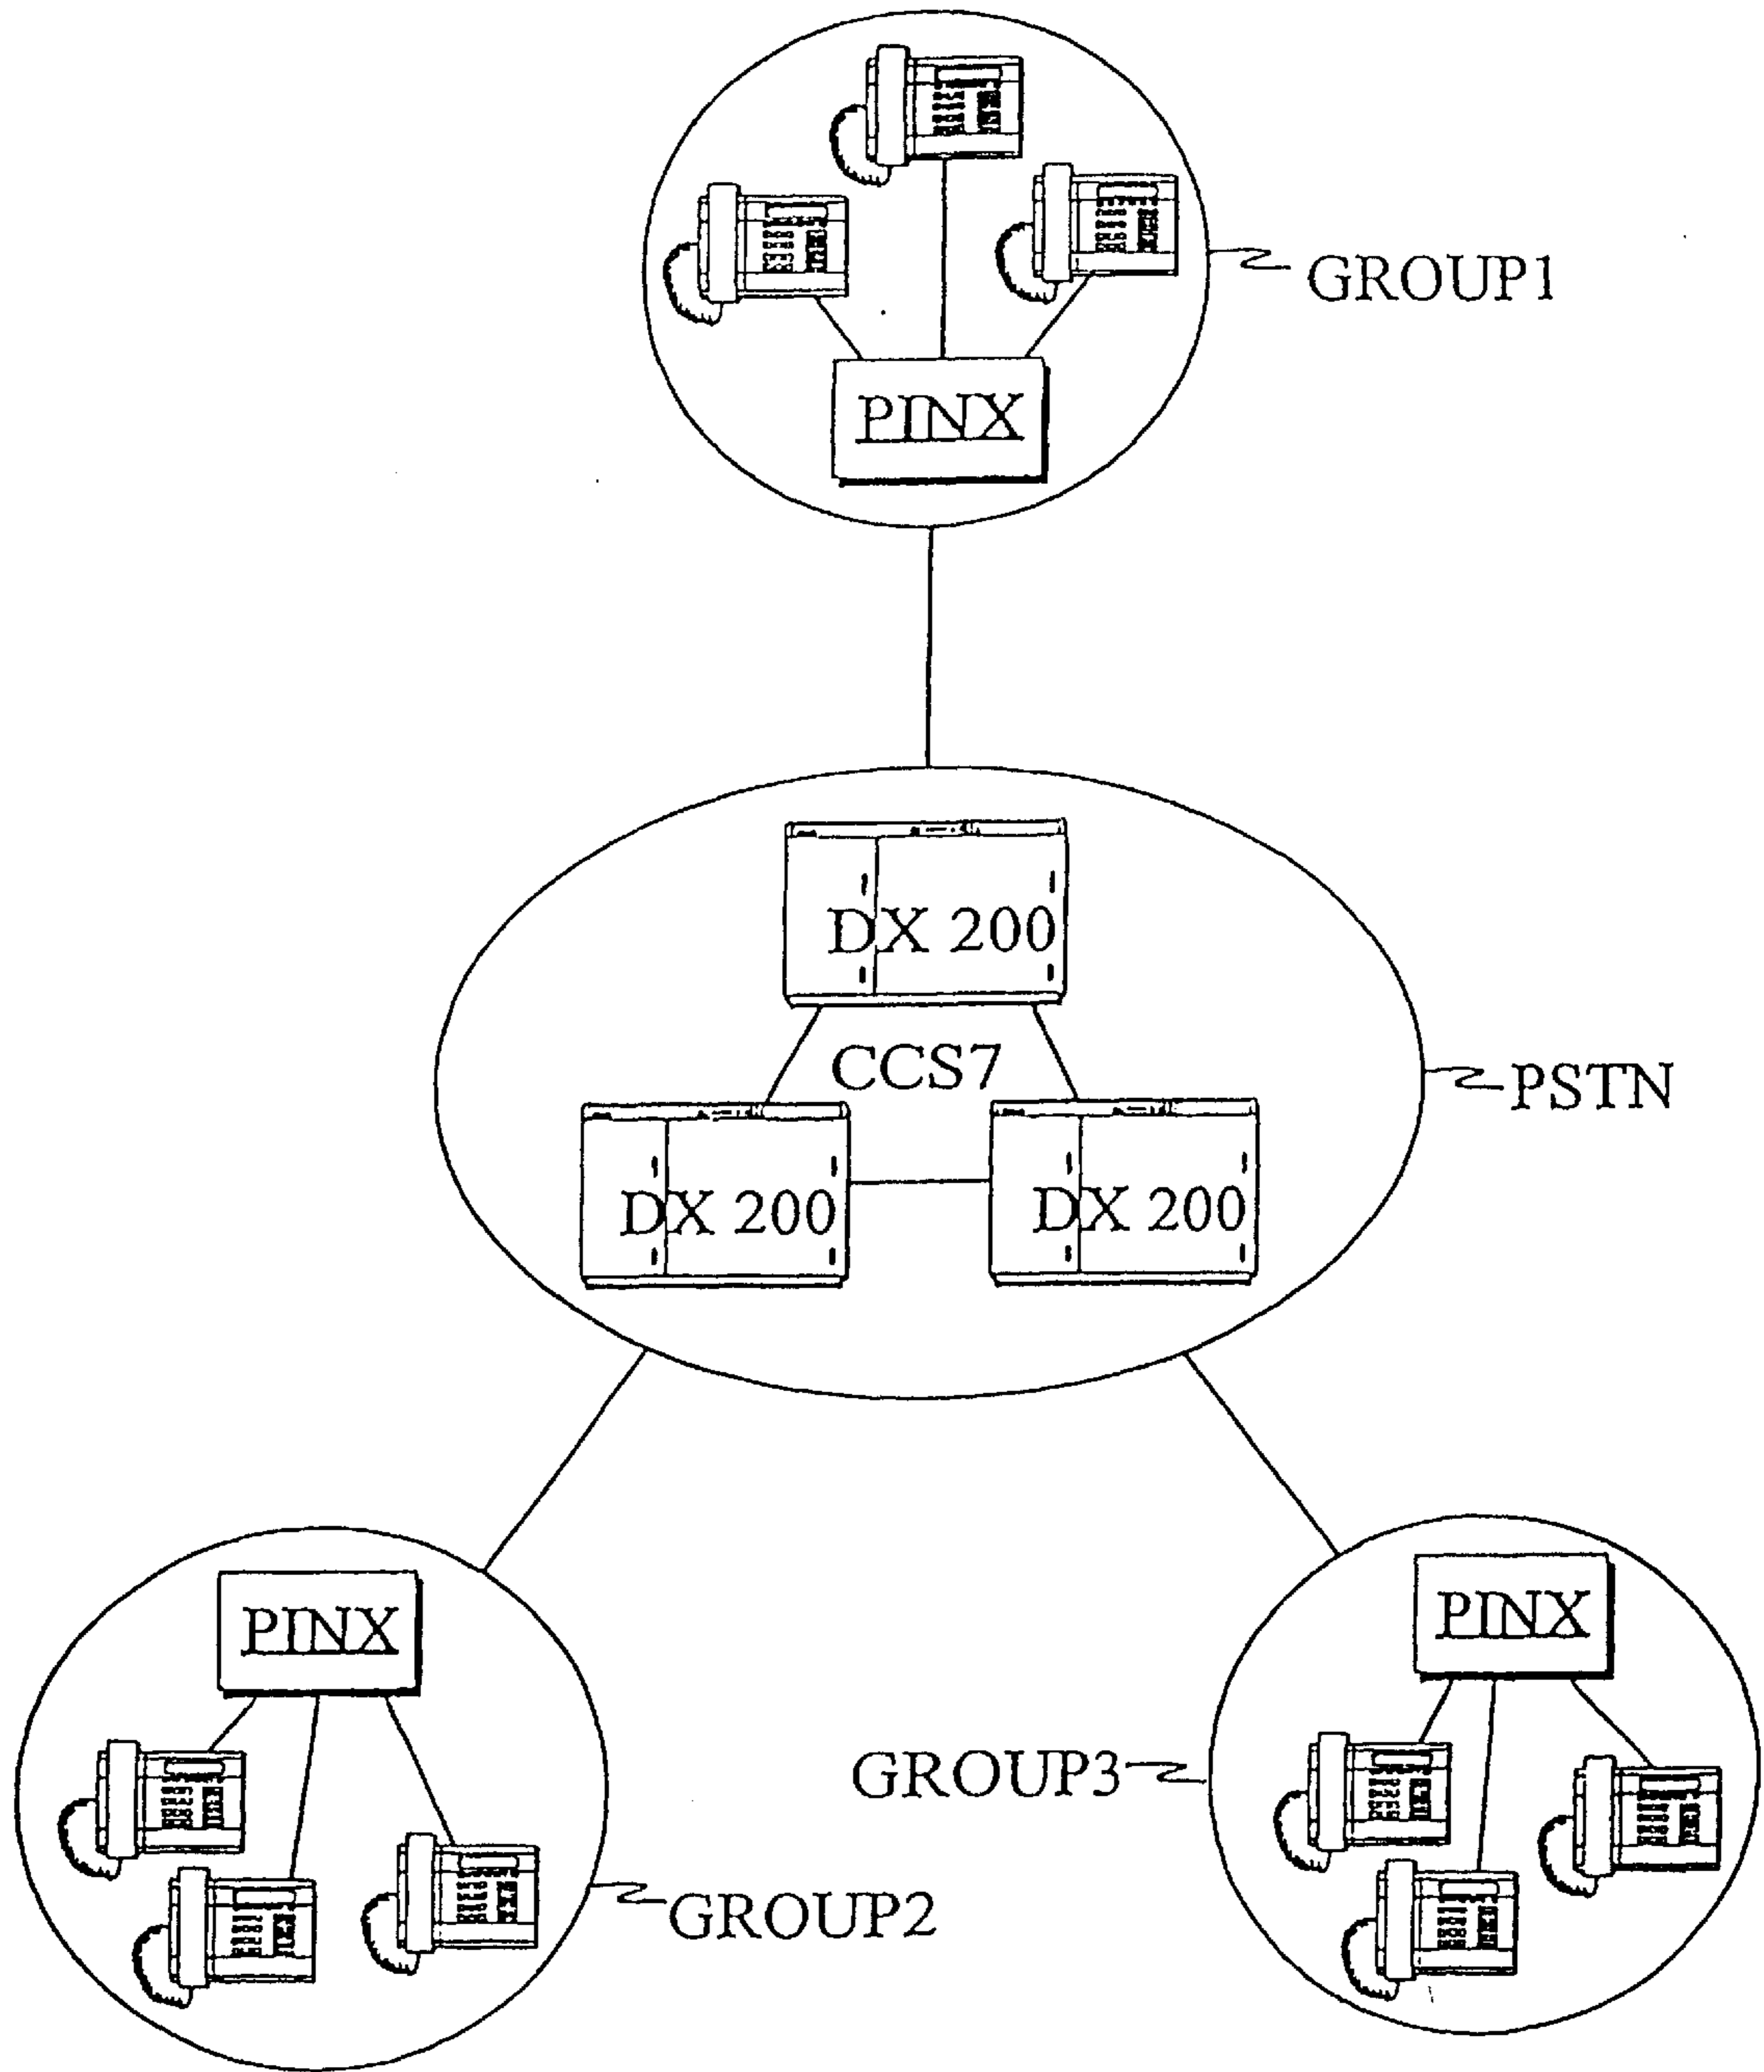 GROUP1
PINX
DX 200
CCS7
PSTN
DX 200
DX 200
PINX
PINX
GROUP3
GROUP2